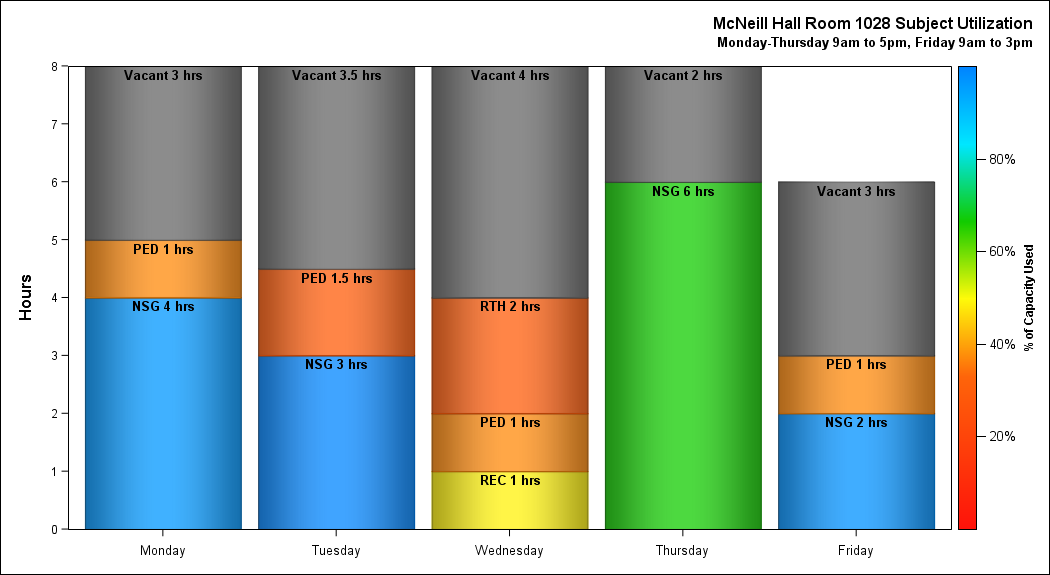 McNeill Hall Room 1028 Subject Utilization
Monday-Thursday 9am to 5pm, Friday 9am to 3pm
Hours
8
7
6
5
4
3
2
1
0
Vacant 3 hrs
PED 1 hrs
NSG 4 hrs
Vacant 3.5 hrs
PED 1.5 hrs
NSG 3 hrs
Vacant 4 hrs
RTH 2 hrs
PED 1 hrs
REC 1 hrs
Vacant 2 hrs
NSG 6 hrs
Vacant 3 hrs
PED 1 hrs
NSG 2 hrs
Monday
Tuesday
Wednesday
Thursday
Friday
80%
60%
40%
20%
% of Capacity Used